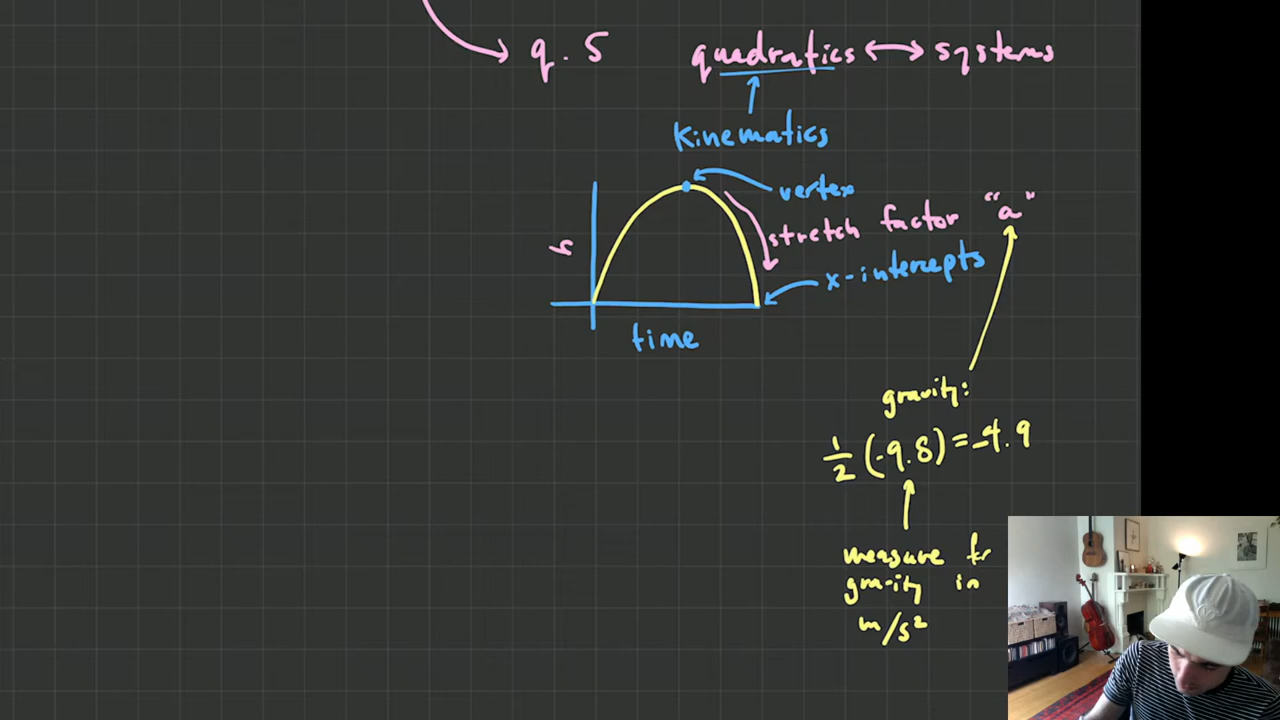 q. 5 quadratics ↔ systems
Kinematics
vertex
stretch factor "a"
h
x-intercepts
time
gravity:
1/2 (-9.8) = -4.9
measure for
gravity in
m/s²